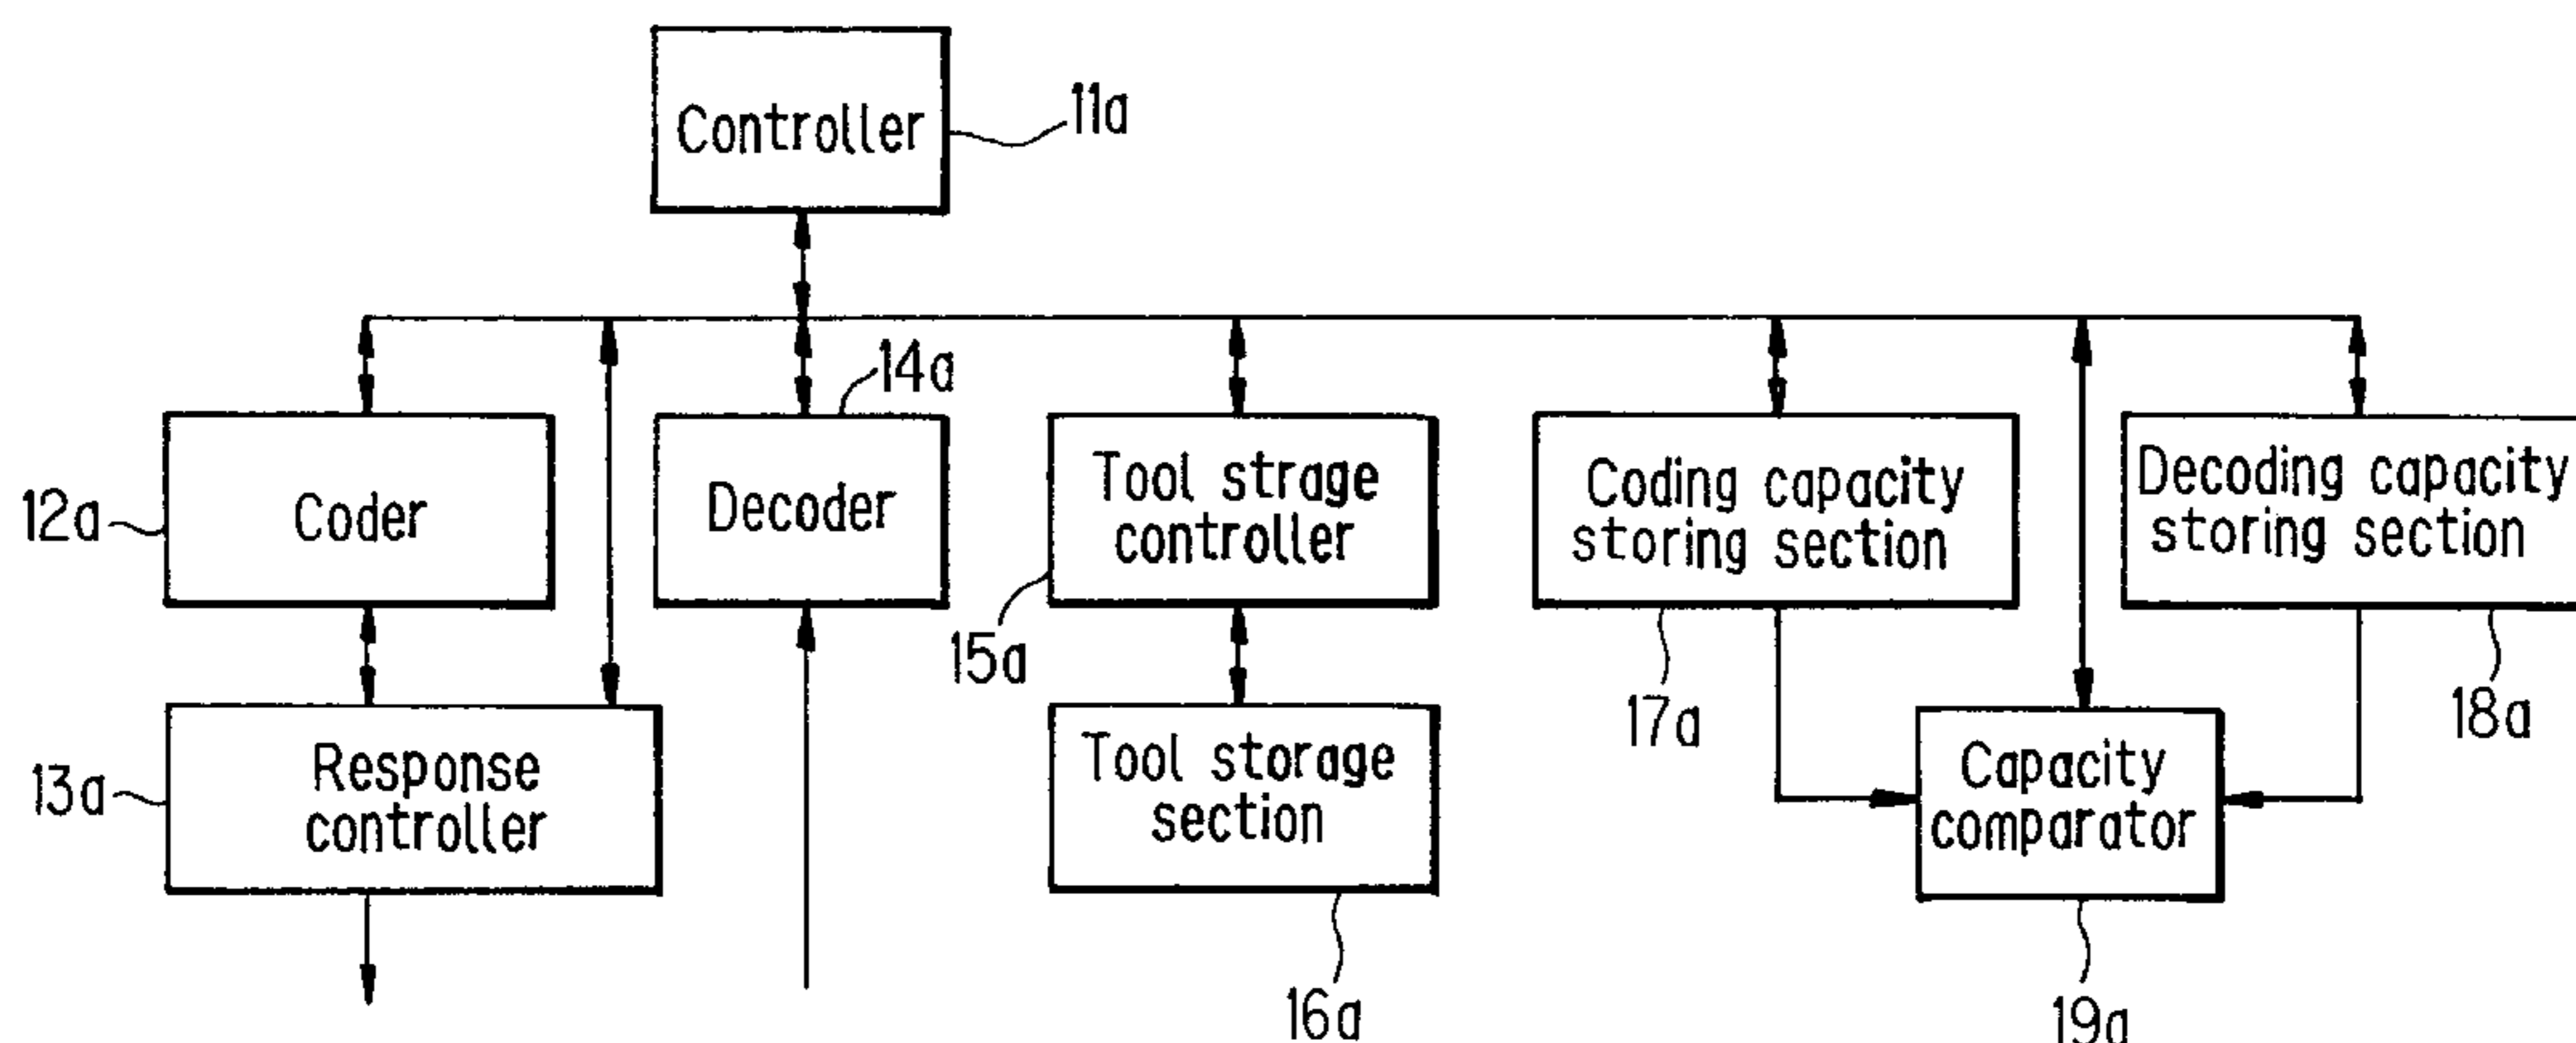 Controller
11a
14a
12a
Coder
Decoder
Tool strage
controller
15a
Coding capacity
storing section
17a
Decoding capacity
storing section
18a
13a
Response
controller
Tool storage
section
16a
Capacity
comparator
19a